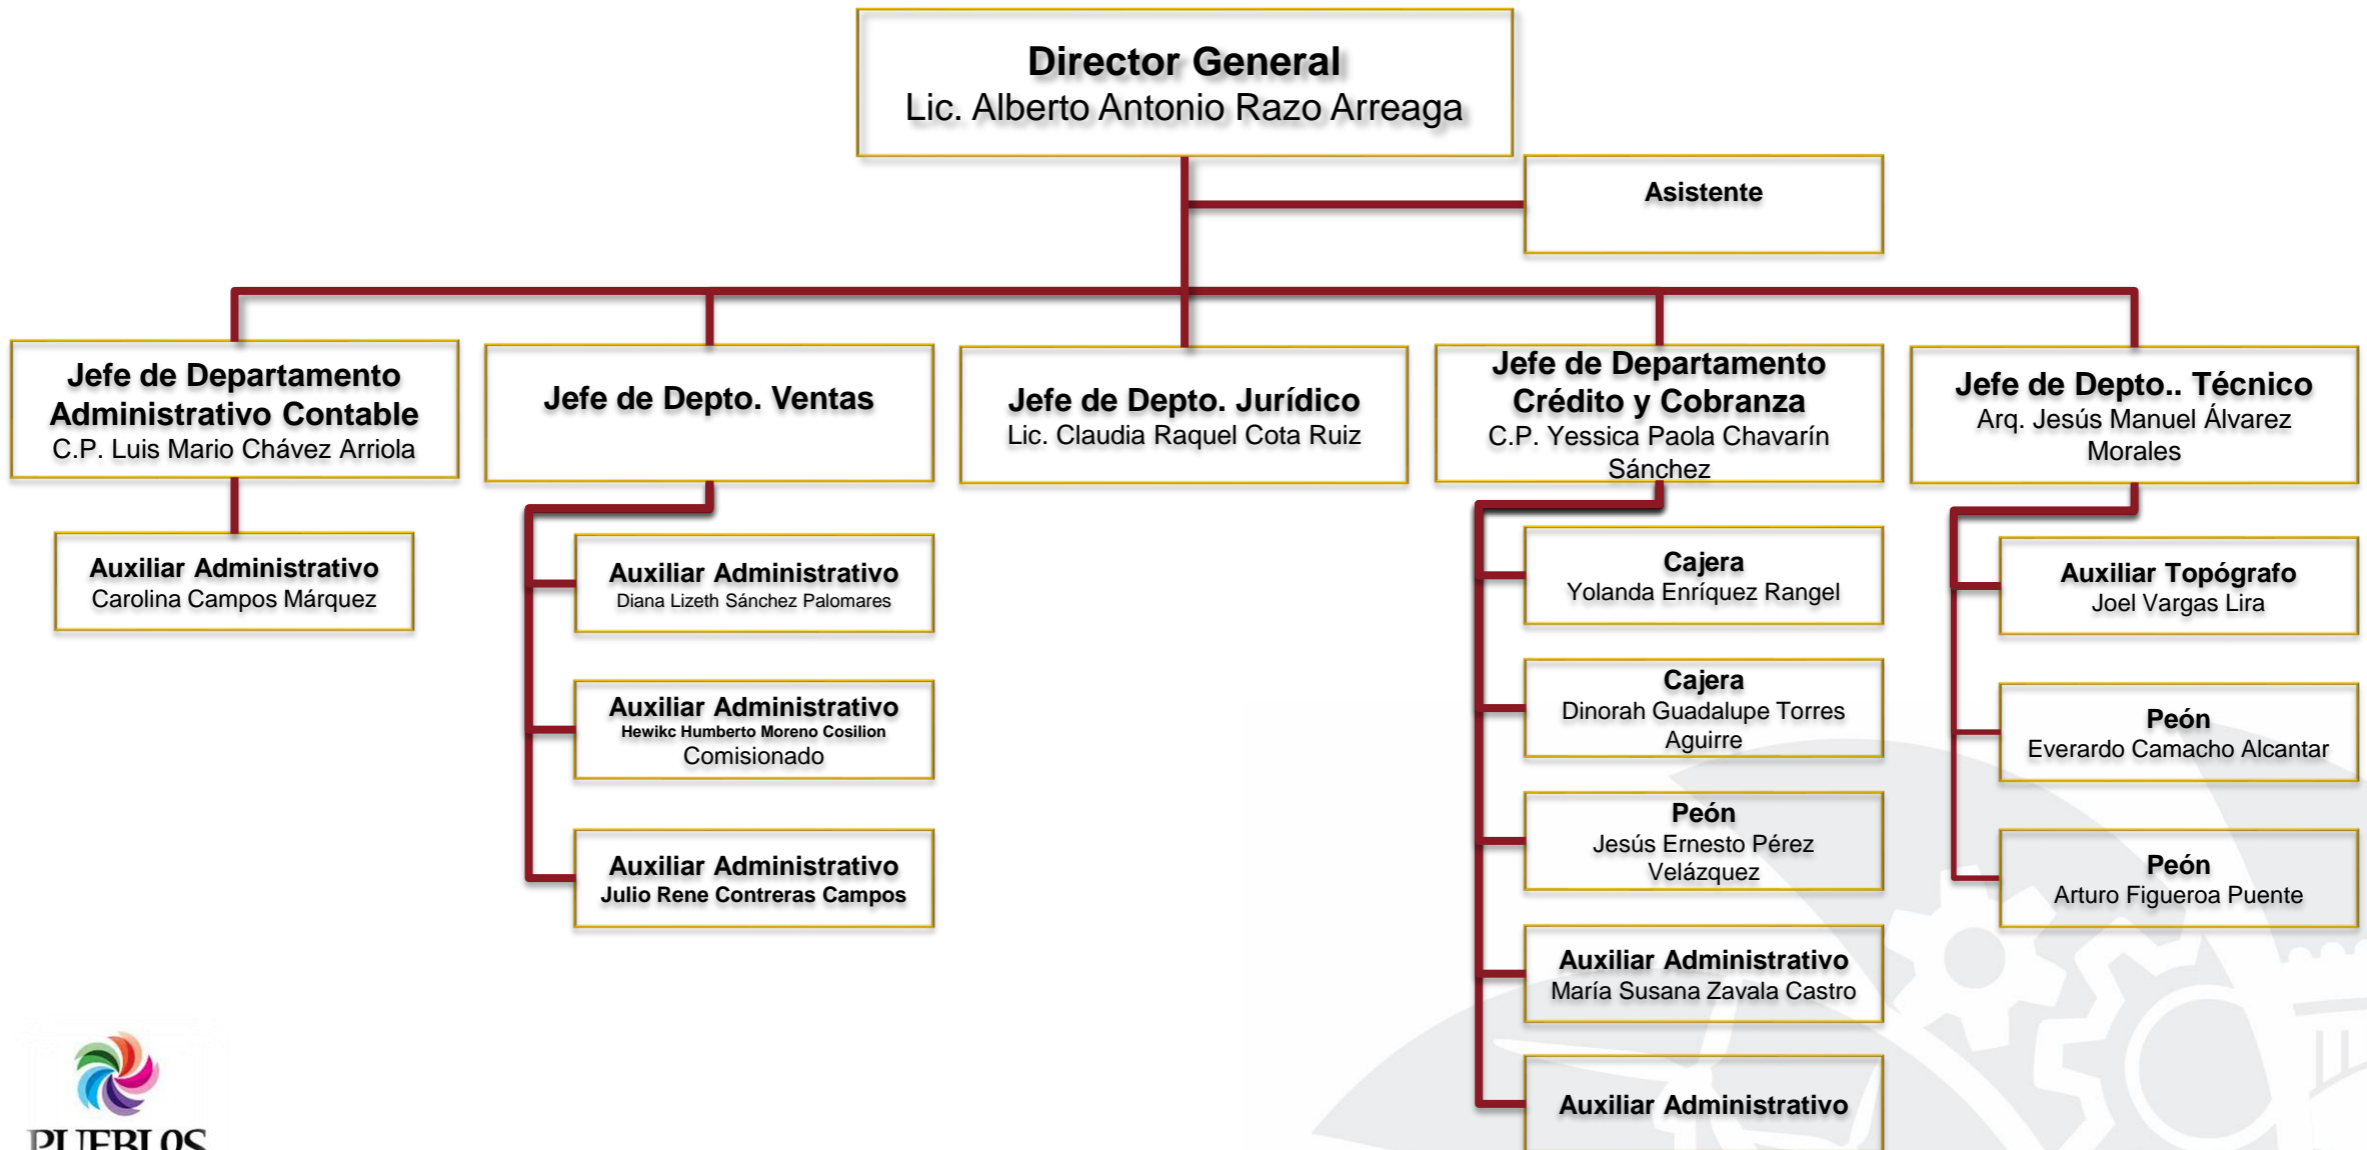 Director General
Lic. Alberto Antonio Razo Arreaga
Asistente
Jefe de Departamento
Administrativo Contable
C.P. Luis Mario Chávez Arriola
Auxiliar Administrativo
Carolina Campos Márquez
Jefe de Depto. Ventas
Auxiliar Administrativo
Diana Lizeth Sánchez Palomares
Auxiliar Administrativo
Hewikc Humberto Moreno Cosilion
Comisionado
Auxiliar Administrativo
Julio Rene Contreras Campos
Jefe de Depto. Jurídico
Lic. Claudia Raquel Cota Ruiz
Jefe de Departamento
Crédito y Cobranza
C.P. Yessica Paola Chavarín
Sánchez
Cajera
Yolanda Enríquez Rangel
Cajera
Dinorah Guadalupe Torres
Aguirre
Peón
Jesús Ernesto Pérez
Velázquez
Auxiliar Administrativo
María Susana Zavala Castro
Auxiliar Administrativo
Jefe de Depto.. Técnico
Arq. Jesús Manuel Álvarez
Morales
Auxiliar Topógrafo
Joel Vargas Lira
Peón
Everardo Camacho Alcantar
Peón
Arturo Figueroa Puente
PUEBLOS